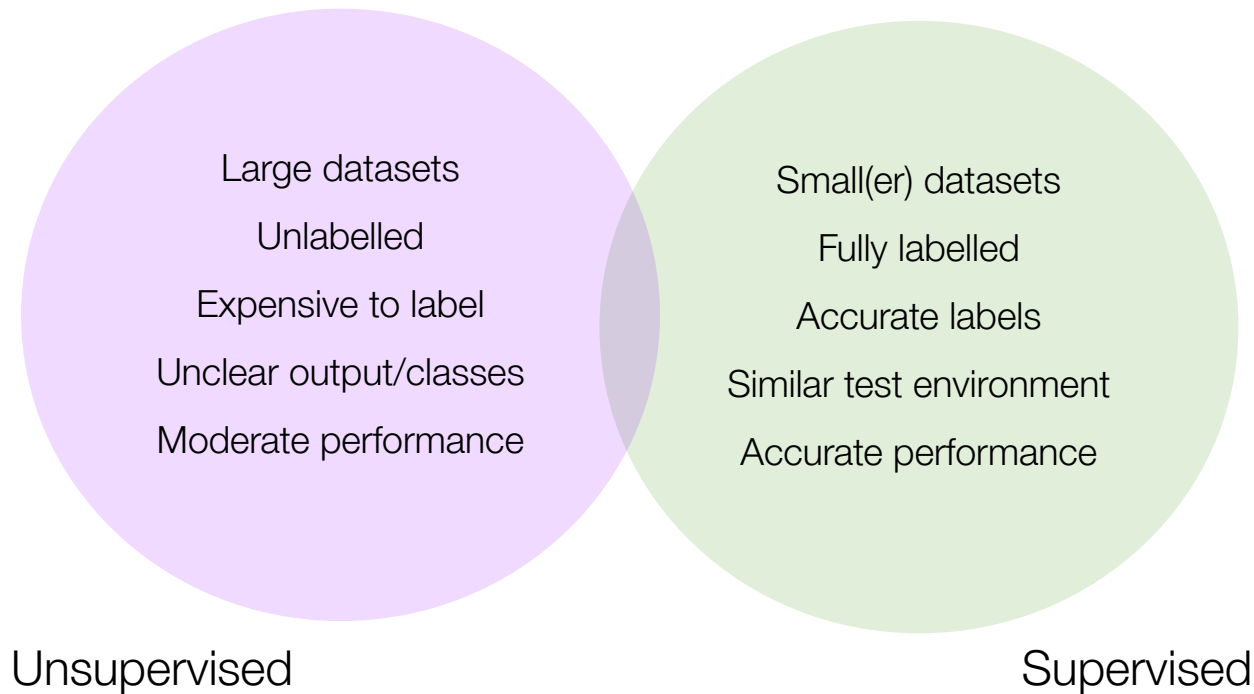 Large datasets
Unlabelled
Expensive to label
Unclear output/classes
Moderate performance
Small(er) datasets
Fully labelled
Accurate labels
Similar test environment
Accurate performance
Unsupervised
Supervised